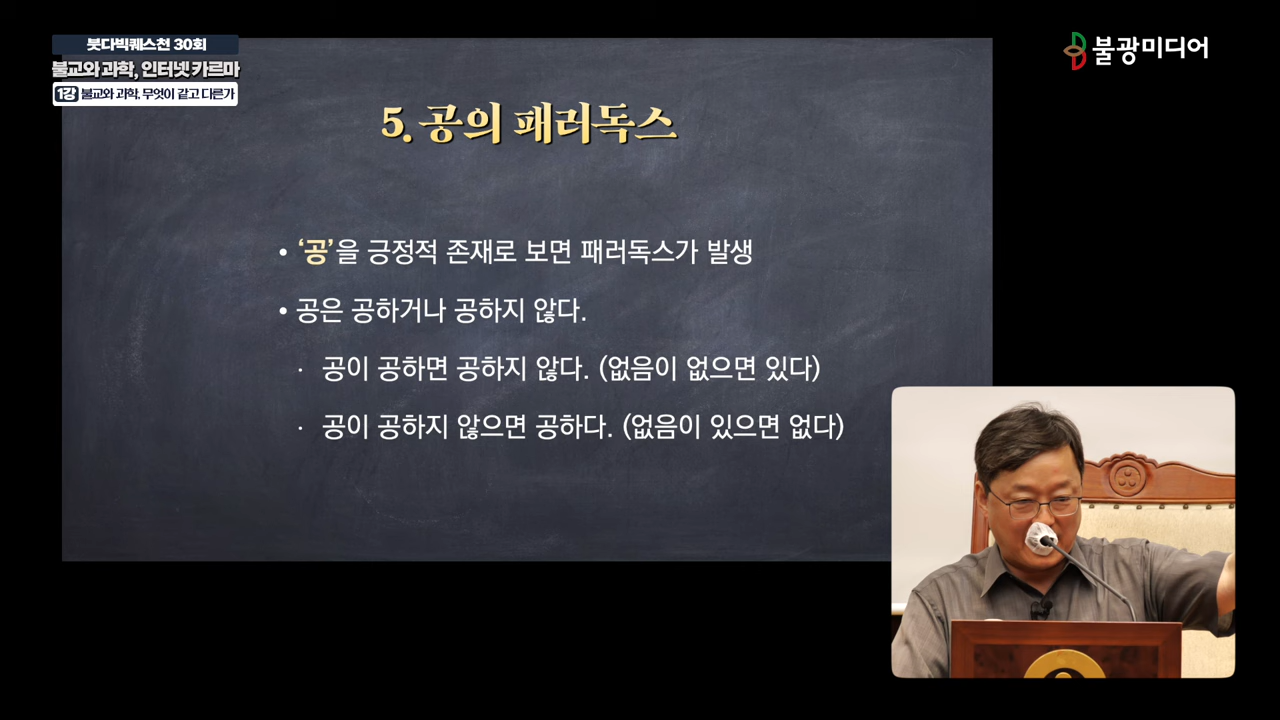 붓다빅퀘스천 30회
불교와 과학, 인터넷 카르마
1강 불교와 과학, 무엇이 같고 다른가
불광미디어
5. 공의 패러독스
• ‘공’을 긍정적 존재로 보면 패러독스가 발생
• 공은 공하거나 공하지 않다.
· 공이 공하면 공하지 않다. (없음이 없으면 있다)
· 공이 공하지 않으면 공하다. (없음이 있으면 없다)